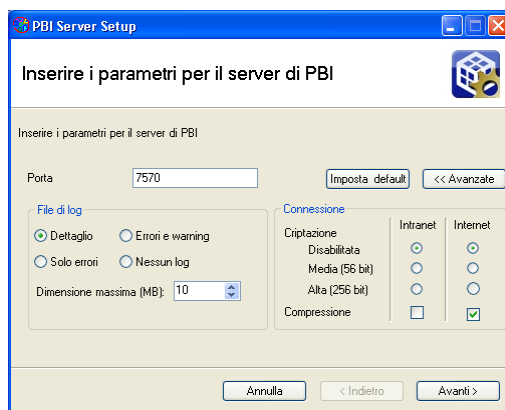 PBI Server Setup
Inserire i parametri per il server di PBI
Inserire i parametri per il server di PBI
Porta 7570 Imposta default << Avanzate
File di log
Dettaglio Errori e warning
Solo errori Nessun log
Dimensione massima (MB): 10
Connessione
Intranet Internet
Criptazione
Disabilitata
Media (56 bit)
Alta (256 bit)
Compressione
Annulla < Indietro Avanti >